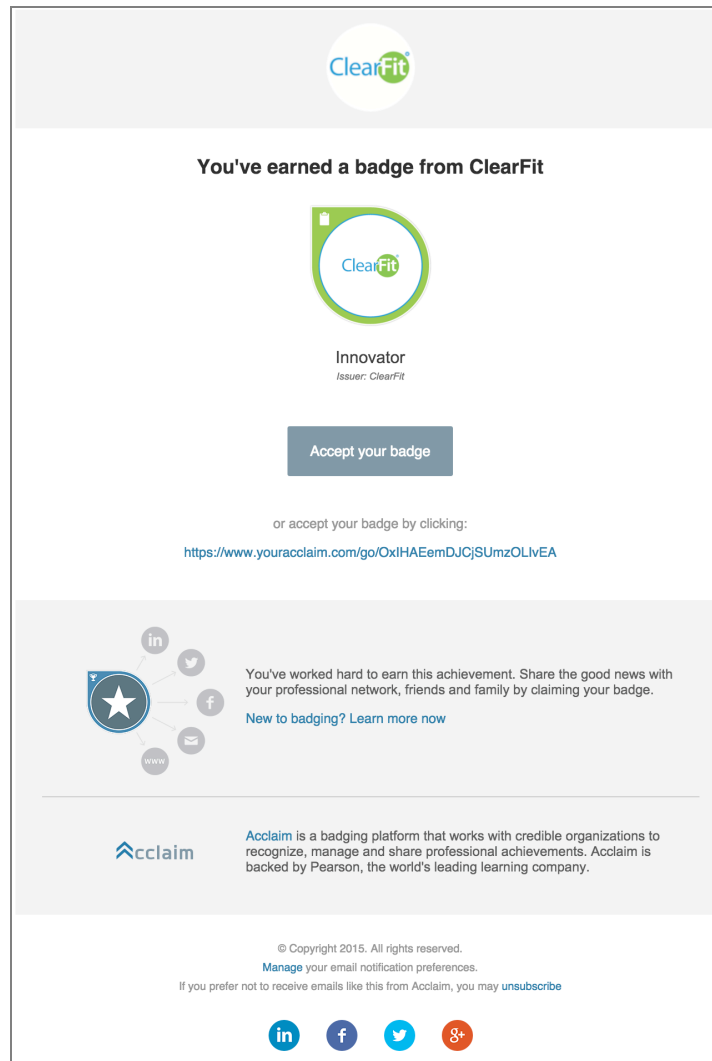 ClearFit
You've earned a badge from ClearFit
ClearFit
Innovator
Issuer: ClearFit
Accept your badge
or accept your badge by clicking:
https://www.youracclaim.com/go/OxIHAEemDJCjSUmzOLIvEA
in
f
www
You've worked hard to earn this achievement. Share the good news with
your professional network, friends and family by claiming your badge.
New to badging? Learn more now
Acclaim
Acclaim is a badging platform that works with credible organizations to
recognize, manage and share professional achievements. Acclaim is
backed by Pearson, the world's leading learning company.
© Copyright 2015. All rights reserved.
Manage your email notification preferences.
If you prefer not to receive emails like this from Acclaim, you may unsubscribe
in f g+